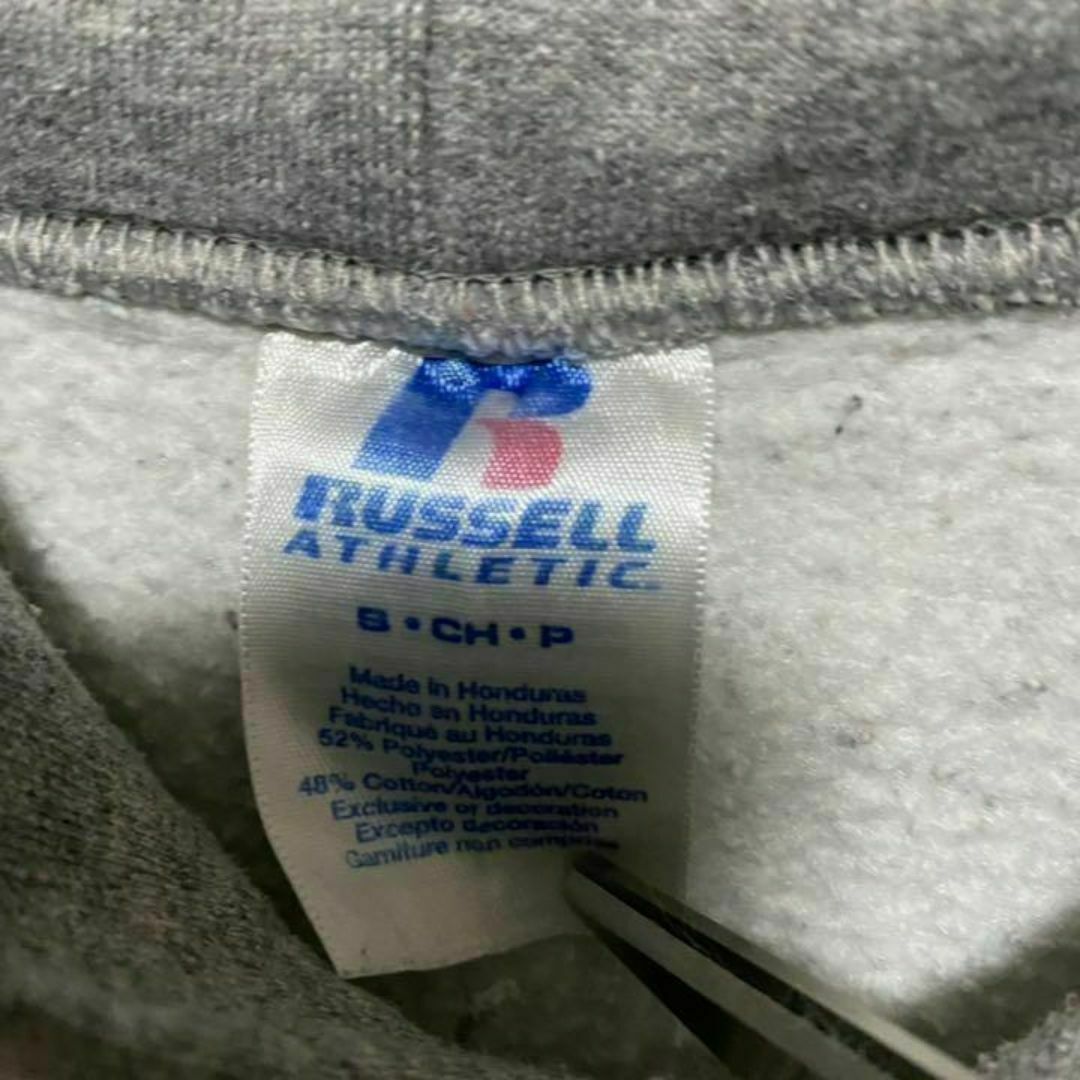 RUSSELL
ATHLETIC
S • CH • P
Made in Honduras
Hecho en Honduras
Fabriqué au Honduras
52% Polyester/Poliéster
Polyester
48% Cotton/Algodón/Coton
Exclusive of decoration
Excepto decoración
Garniture non comprise